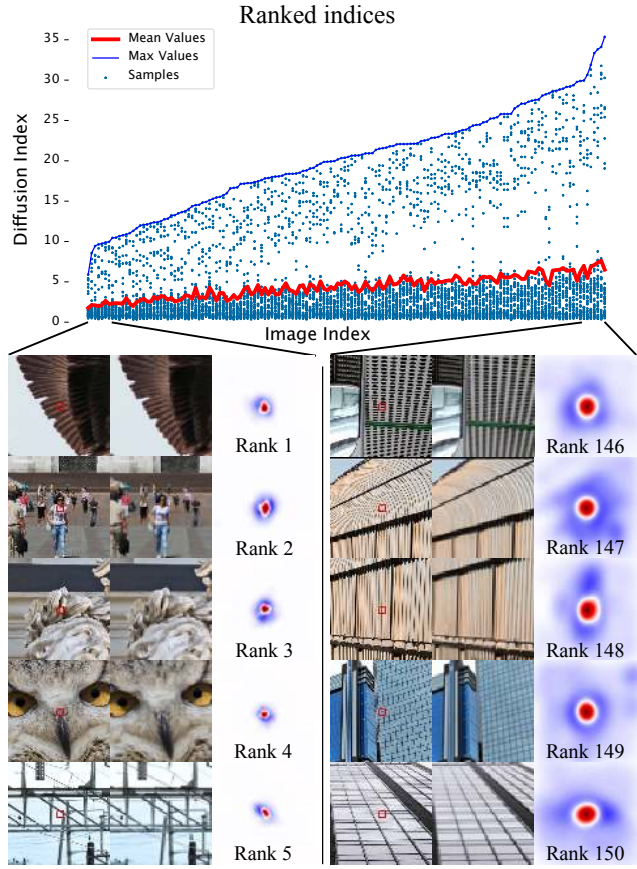 Ranked indices
Mean Values
Max Values
Samples
35
30
25
20
15
10
5
0
Diffusion Index
Image Index
Rank 1
Rank 2
Rank 3
Rank 4
Rank 5
Rank 146
Rank 147
Rank 148
Rank 149
Rank 150